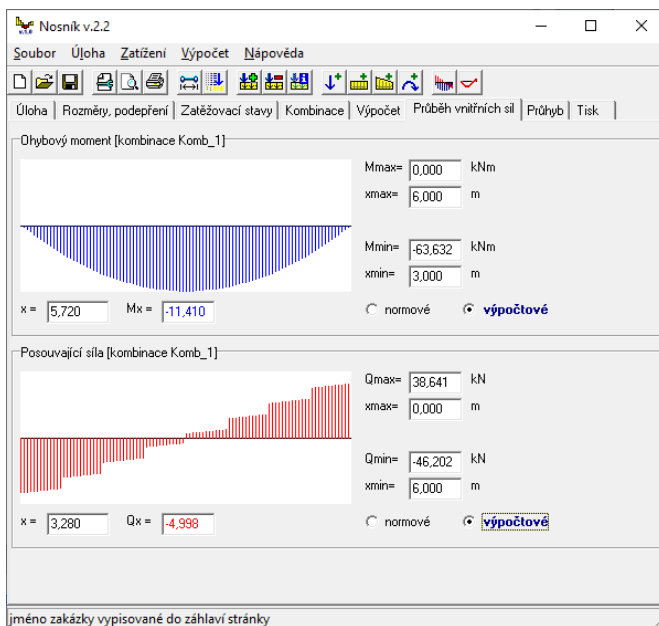 Nosník v.2.2
Soubor Úloha Zatížení Výpočet Nápověda
Úloha Rozměry, podepření Zatěžovací stavy Kombinace Výpočet Průběh vnitřních sil Průhyb Tisk
Ohybový moment [kombinace Komb_1]
Mmax= 0,000 kNm
xmax= 6,000 m
Mmin= -63,632 kNm
xmin= 3,000 m
x = 5,720 Mx = -11,410 normové výpočtové
Posouvající síla [kombinace Komb_1]
Qmax= 38,641 kN
xmax= 0,000 m
Qmin= -46,202 kN
xmin= 6,000 m
x = 3,280 Qx = -4,998 normové výpočtové
jméno zakázky vypisované do záhlaví stránky